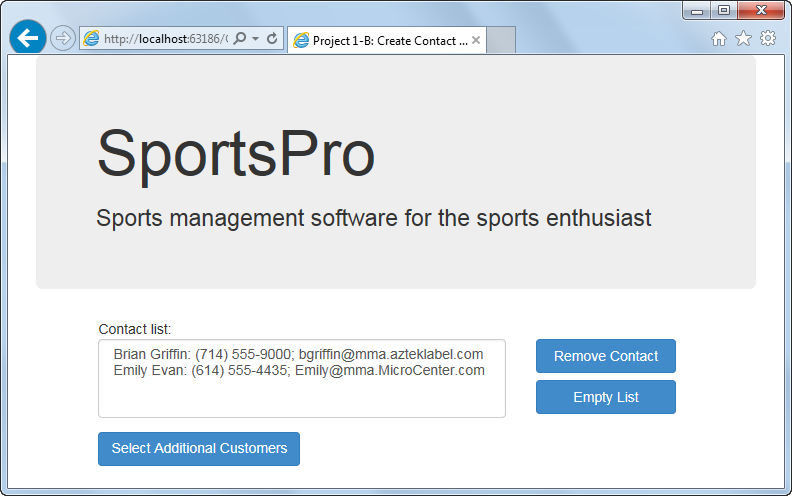 http://localhost:63186/
Project 1-B: Create Contact ...
SportsPro
Sports management software for the sports enthusiast
Contact list:
Brian Griffin: (714) 555-9000; bgriffin@mma.azteklabel.com
Emily Evan: (614) 555-4435; Emily@mma.MicroCenter.com
Remove Contact
Empty List
Select Additional Customers